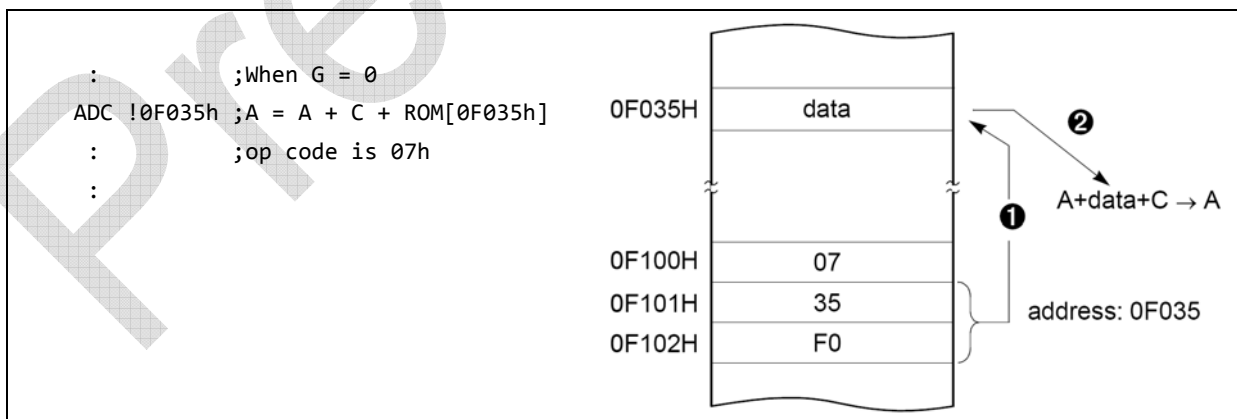 Pre
: ;When G = 0
ADC !0F035h ;A = A + C + ROM[0F035h]
: ;op code is 07h
:
0F035H data
❷
A+data+C → A
❶
0F100H 07
0F101H 35
address: 0F035
0F102H F0